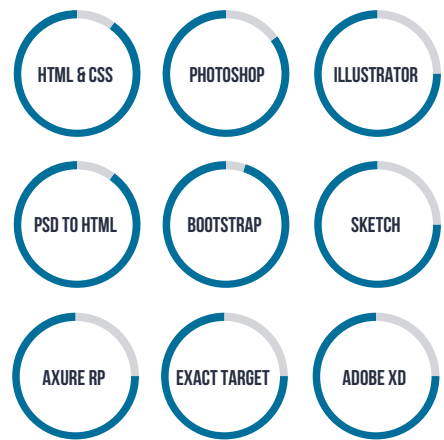 HTML & CSS
PHOTOSHOP
ILLUSTRATOR
PSD TO HTML
BOOTSTRAP
SKETCH
AXURE RP
EXACT TARGET
ADOBE XD